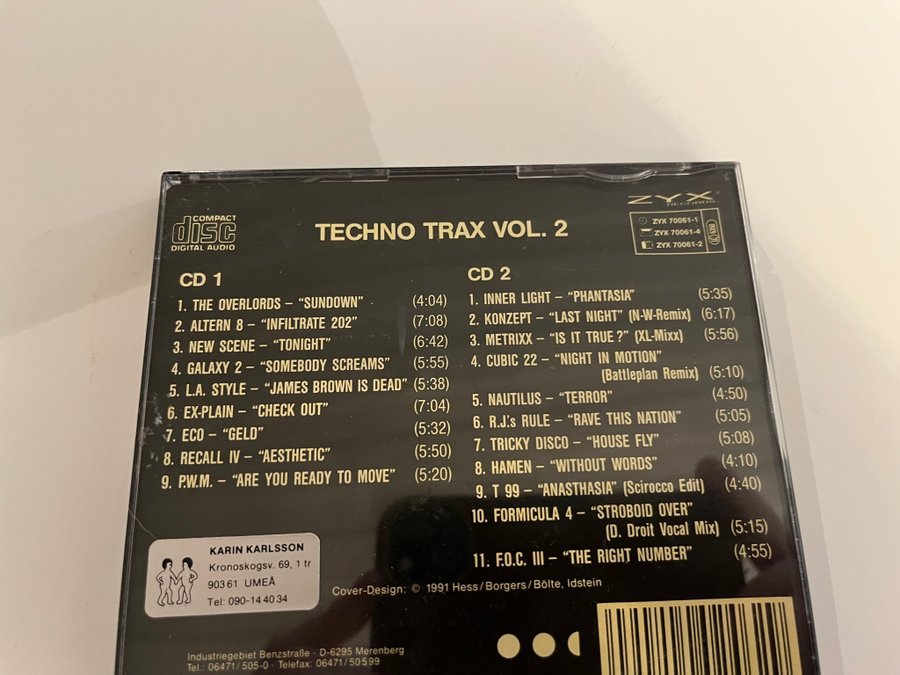 COMPACT
disc
DIGITAL AUDIO
TECHNO TRAX VOL. 2
ZYX
RECORDS
ZYX 70061-1
ZYX 70061-4
ZYX 70061-2
CD 1
1. THE OVERLORDS – “SUNDOWN” (4:04)
2. ALTERN 8 – “INFILTRATE 202” (7:08)
3. NEW SCENE – “TONIGHT” (6:42)
4. GALAXY 2 – “SOMEBODY SCREAMS” (5:55)
5. L.A. STYLE – “JAMES BROWN IS DEAD” (5:38)
6. EX-PLAIN – “CHECK OUT” (7:04)
7. ECO – “GELD” (5:32)
8. RECALL IV – “AESTHETIC” (5:50)
9. P.W.M. – “ARE YOU READY TO MOVE” (5:20)
CD 2
1. INNER LIGHT – “PHANTASIA” (5:35)
2. KONZEPT – “LAST NIGHT” (N-W-Remix) (6:17)
3. METRIXX – “IS IT TRUE?” (XL-Mixx) (5:56)
4. CUBIC 22 – “NIGHT IN MOTION”
(Battleplan Remix) (5:10)
5. NAUTILUS – “TERROR” (4:50)
6. R.J.'s RULE – “RAVE THIS NATION” (5:05)
7. TRICKY DISCO – “HOUSE FLY” (5:08)
8. HAMEN – “WITHOUT WORDS” (4:10)
9. T 99 – “ANASTHASIA” (Scirocco Edit) (4:40)
10. FORMICULA 4 – “STROBOID OVER”
(D. Droit Vocal Mix) (5:15)
11. F.O.C. III – “THE RIGHT NUMBER” (4:55)
KARIN KARLSSON
Kronoskogsv. 69, 1 tr
903 61 UMEÅ
Tel: 090-14 40 34
Cover-Design: © 1991 Hess/Borgers/Bölte, Idstein
Industriegebiet Benzstraße · D-6295 Merenberg
Tel.: 06471/505-0 · Telefax: 06471/50599